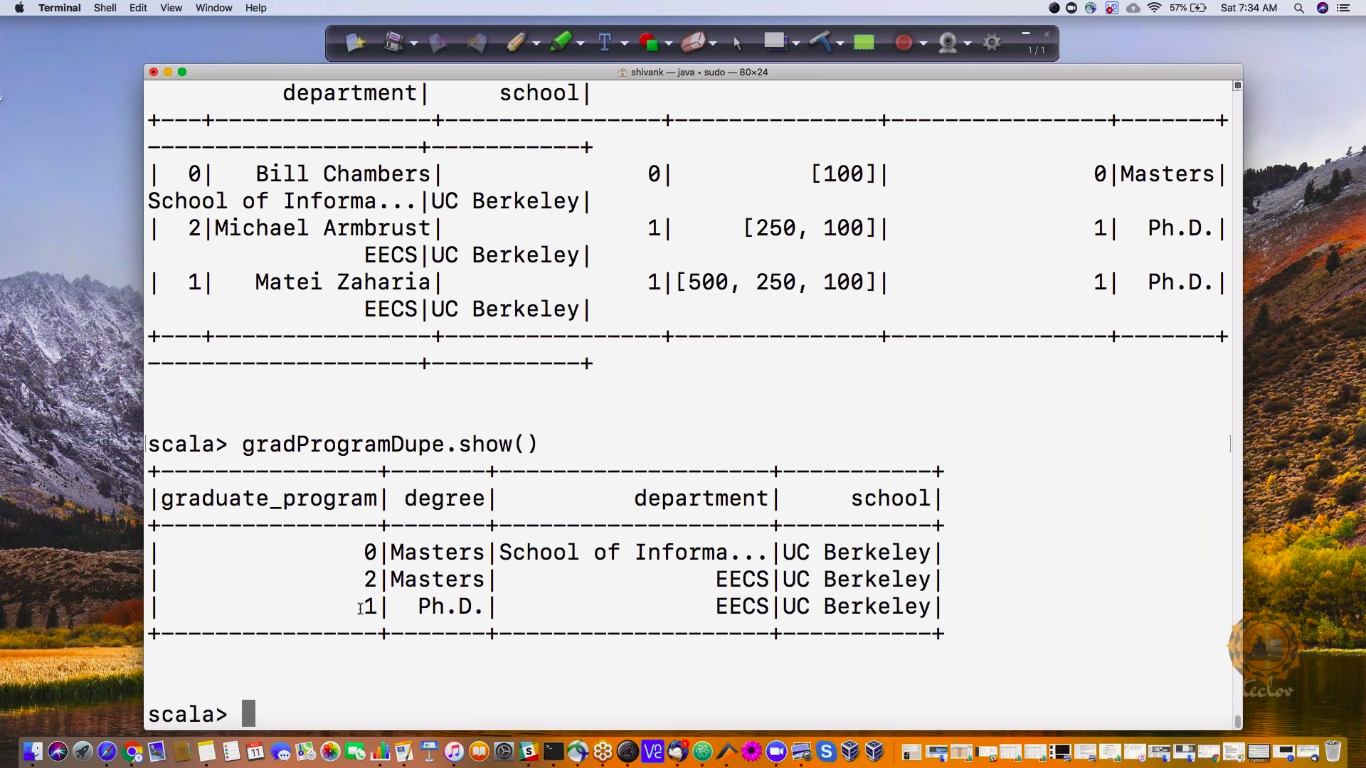 Terminal Shell Edit View Window Help 57% Sat 7:34 AM
1/1
shivank — java • sudo — 80×24
department| school|
+---+----------------+----------------+---------------+----------------+-------+
--------------------+-----------+
| 0| Bill Chambers| 0| [100]| 0|Masters|
School of Informa...|UC Berkeley|
| 2|Michael Armbrust| 1| [250, 100]| 1| Ph.D.|
EECS|UC Berkeley|
| 1| Matei Zaharia| 1|[500, 250, 100]| 1| Ph.D.|
EECS|UC Berkeley|
+---+----------------+----------------+---------------+----------------+-------+
--------------------+-----------+
scala> gradProgramDupe.show()
+----------------+-------+--------------------+-----------+
|graduate_program| degree| department| school|
+----------------+-------+--------------------+-----------+
| 0|Masters|School of Informa...|UC Berkeley|
| 2|Masters| EECS|UC Berkeley|
| 1| Ph.D.| EECS|UC Berkeley|
+----------------+-------+--------------------+-----------+
scala>